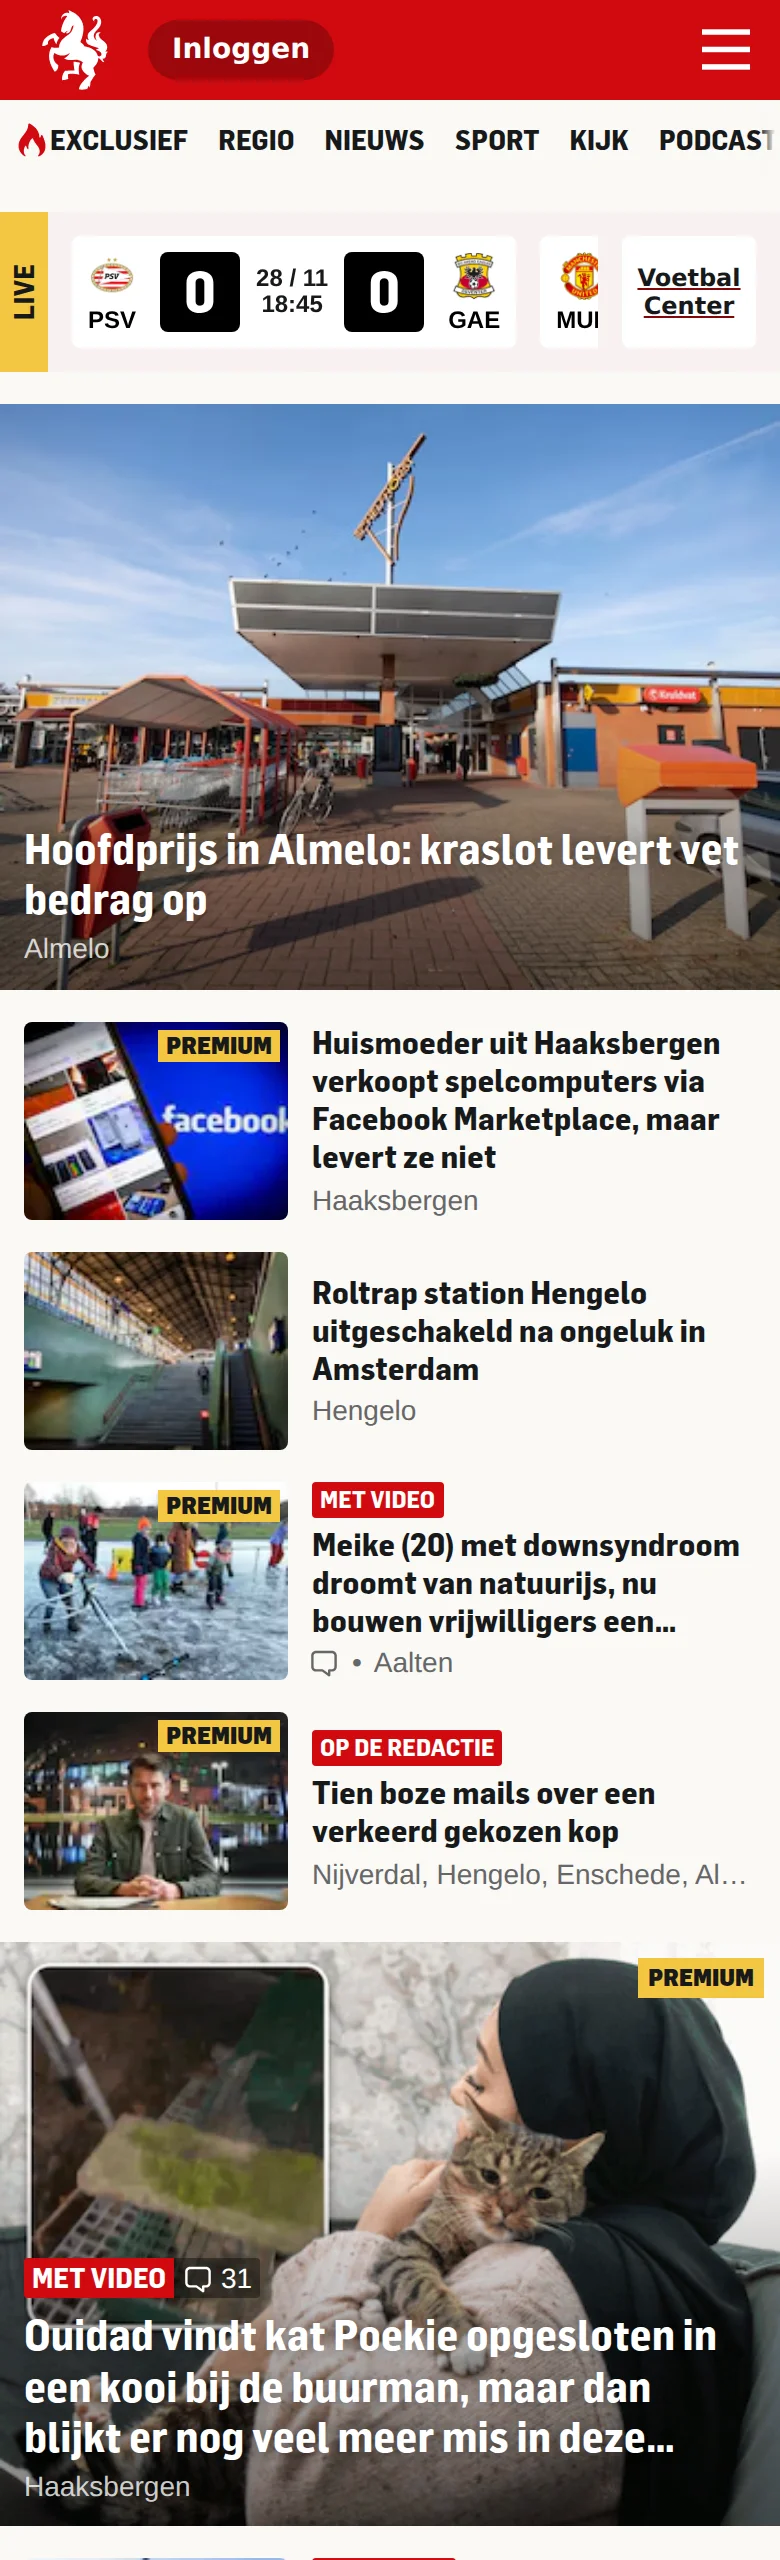 Inloggen
EXCLUSIEF REGIO NIEUWS SPORT KIJK PODCAST
LIVE
PSV
0
28 / 11
18:45
0
GAE
MU
Voetbal
Center
Kruidvat
Hoofdprijs in Almelo: kraslot levert vet
bedrag op
Almelo
PREMIUM
facebook
Huismoeder uit Haaksbergen
verkoopt spelcomputers via
Facebook Marketplace, maar
levert ze niet
Haaksbergen
Roltrap station Hengelo
uitgeschakeld na ongeluk in
Amsterdam
Hengelo
PREMIUM
MET VIDEO
Meike (20) met downsyndroom
droomt van natuurijs, nu
bouwen vrijwilligers een...
• Aalten
PREMIUM
OP DE REDACTIE
Tien boze mails over een
verkeerd gekozen kop
Nijverdal, Hengelo, Enschede, Al...
PREMIUM
MET VIDEO 31
Ouidad vindt kat Poekie opgesloten in
een kooi bij de buurman, maar dan
blijkt er nog veel meer mis in deze...
Haaksbergen